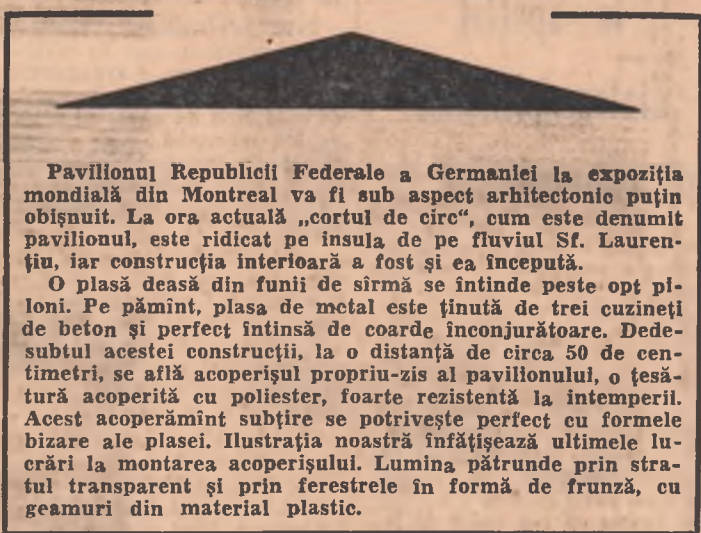 Pavilionul Republicii Federale a Germaniei la expoziția
mondială din Montreal va fi sub aspect arhitectonic puțin
obișnuit. La ora actuală „cortul de circ“, cum este denumit
pavilionul, este ridicat pe insula de pe fluviul Sf. Lauren-
țiu, iar construcția interioară a fost și ea începută.
O plasă deasă din funii de sîrmă se întinde peste opt pi-
loni. Pe pămînt, plasa de metal este ținută de trei cuzineți
de beton și perfect întinsă de coarde înconjurătoare. Dede-
subtul acestei construcții, la o distanță de circa 50 de cen-
timetri, se află acoperișul propriu-zis al pavilionului, o țesă-
tură acoperită cu poliester, foarte rezistentă la intemperii.
Acest acoperămînt subțire se potrivește perfect cu formele
bizare ale plasei. Ilustrația noastră înfățișează ultimele lu-
crări la montarea acoperișului. Lumina pătrunde prin stra-
tul transparent și prin ferestrele în formă de frunză, cu
geamuri din material plastic.